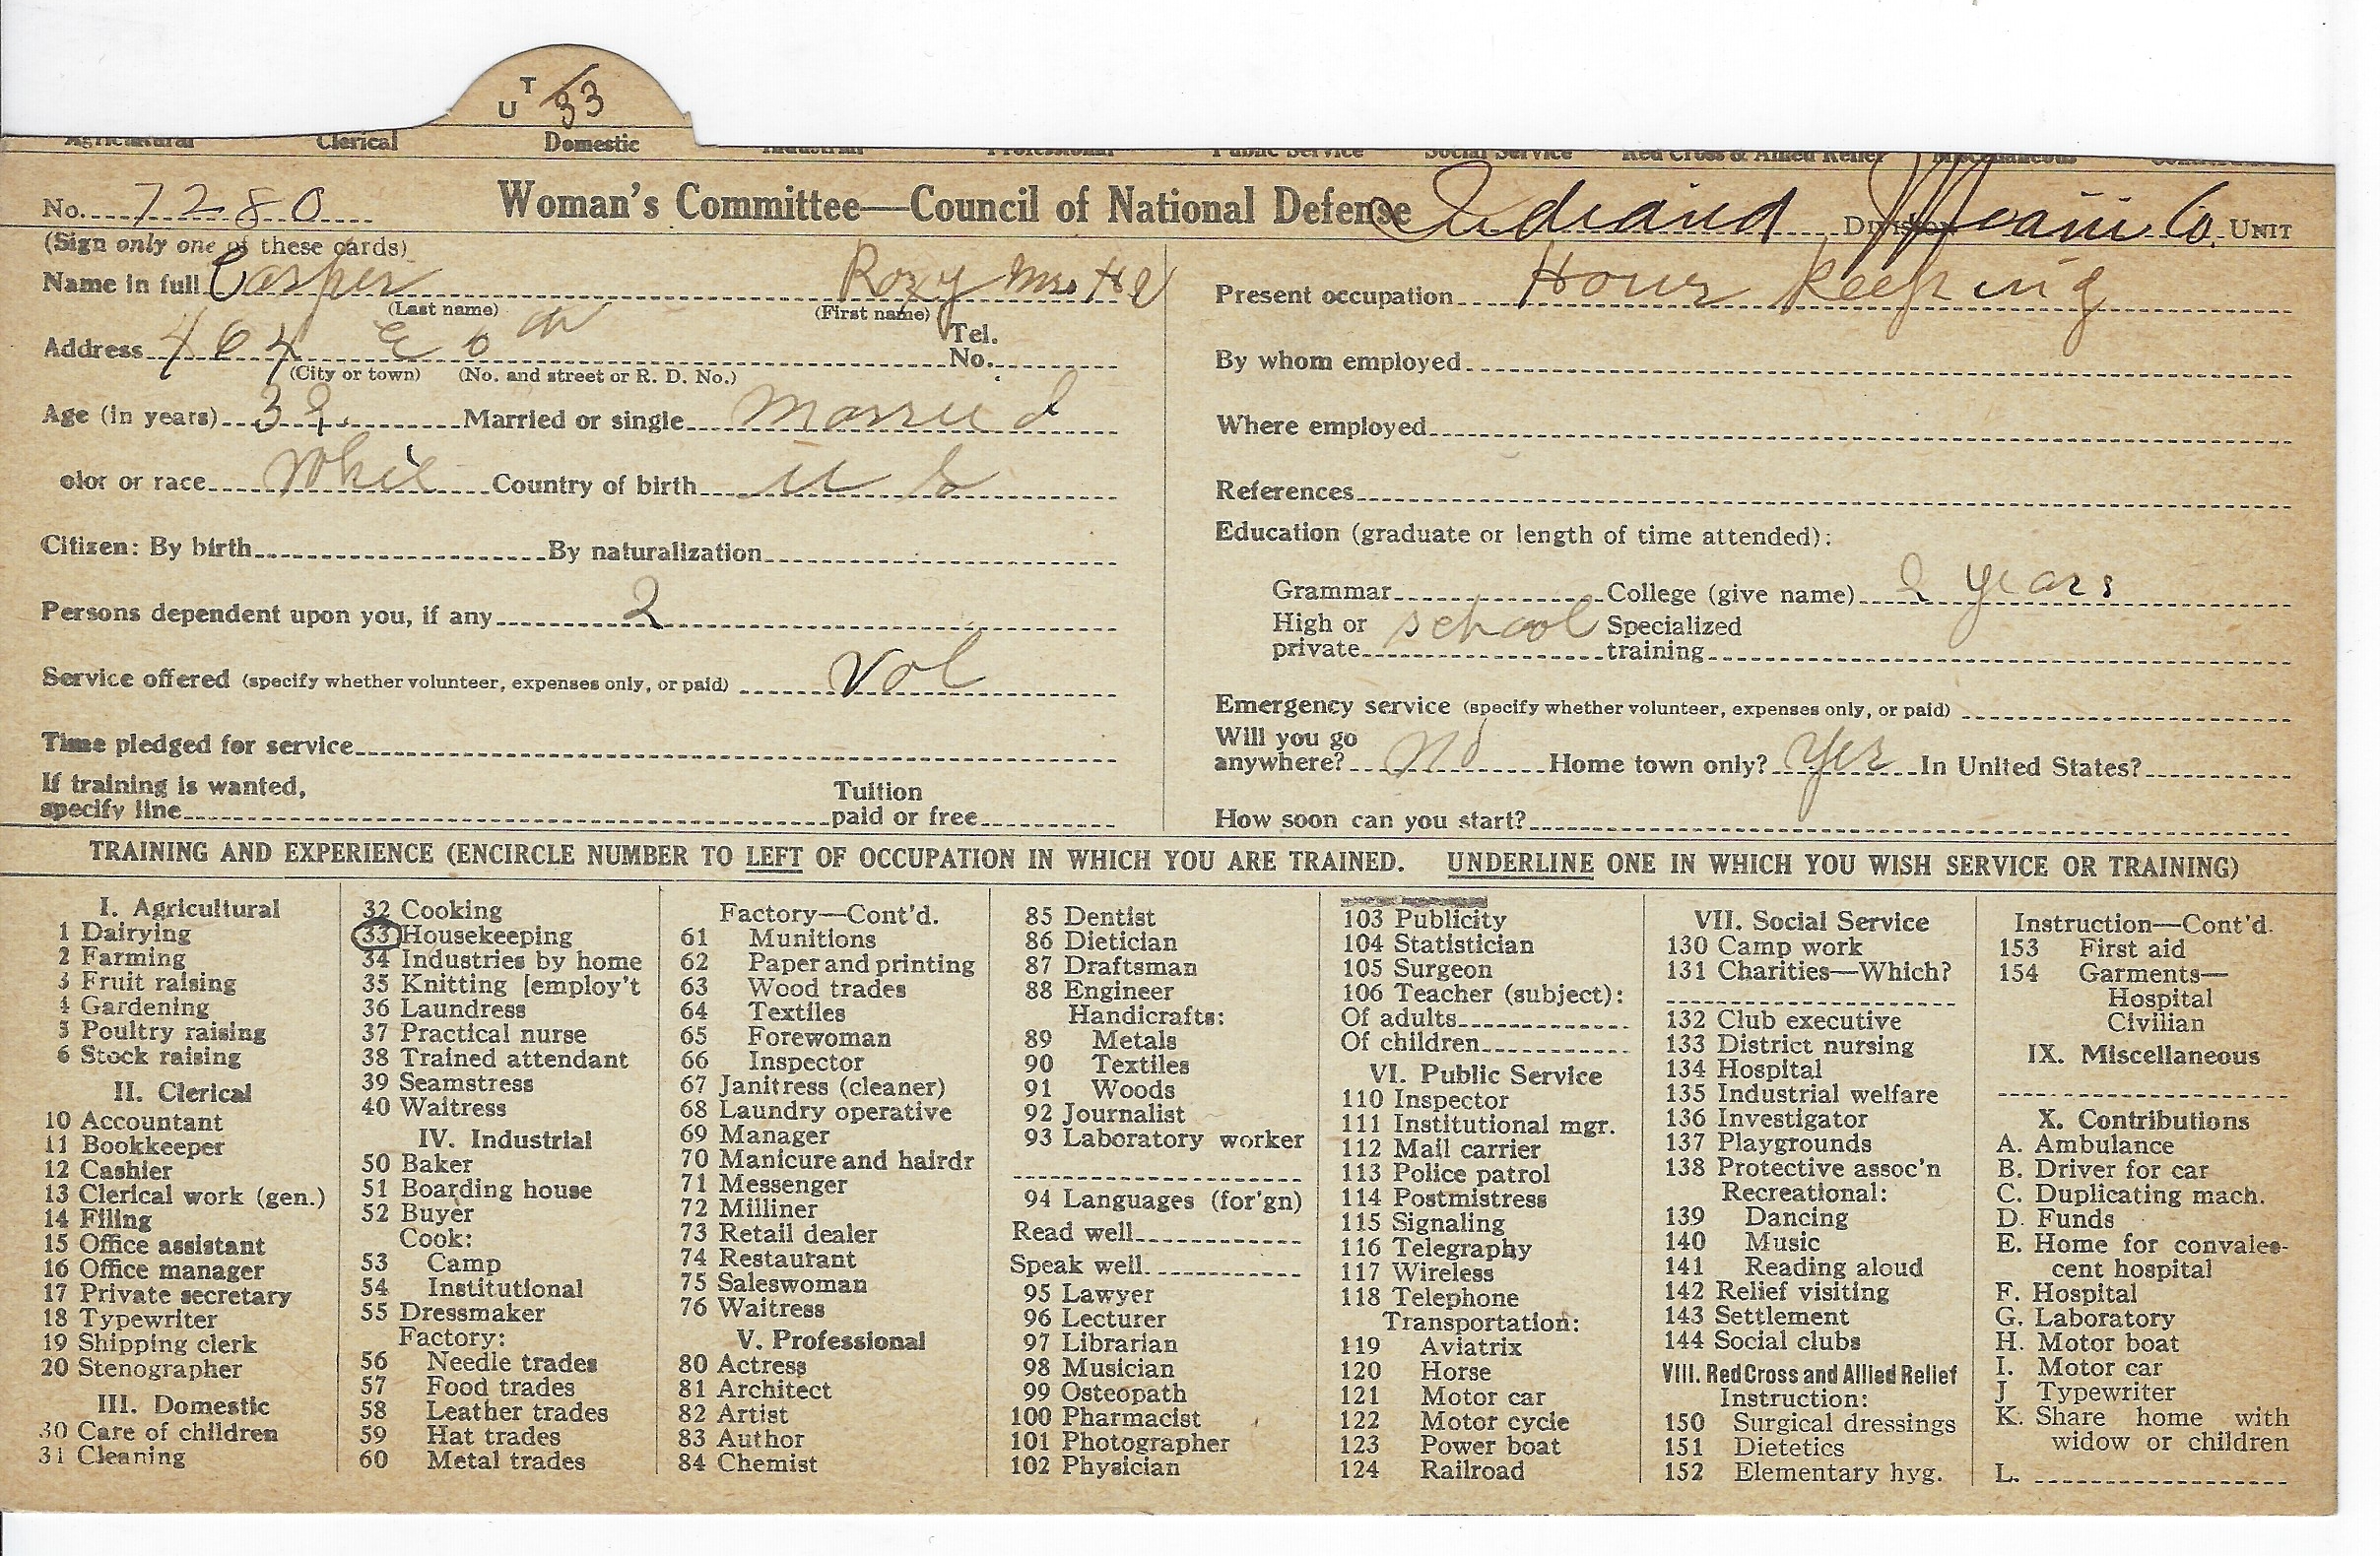 U T 33
Agricultural Clerical Domestic Industrial Professional Public Service Social Service Red Cross & Allied Relief Miscellaneous
No. 7280 Woman's Committee—Council of National Defense Indiana Division Miami Co. Unit
(Sign only one of these cards)
Name in full Casper Rozy Mrs
(Last name) (First name)
Address 464 E 6th Tel. No.
(City or town) (No. and street or R. D. No.)
Age (in years) 32 Married or single Married
olor or race Whie Country of birth U S
Citizen: By birth By naturalization
Persons dependent upon you, if any 2
Service offered (specify whether volunteer, expenses only, or paid) Vol
Time pledged for service
If training is wanted, specify line Tuition paid or free
Present occupation Hous Keeping
By whom employed
Where employed
References
Education (graduate or length of time attended):
Grammar College (give name) 2 years
High or private school Specialized training
Emergency service (specify whether volunteer, expenses only, or paid)
Will you go anywhere? No Home town only? Yes In United States?
How soon can you start?
TRAINING AND EXPERIENCE (ENCIRCLE NUMBER TO LEFT OF OCCUPATION IN WHICH YOU ARE TRAINED. UNDERLINE ONE IN WHICH YOU WISH SERVICE OR TRAINING)
I. Agricultural
1 Dairying
2 Farming
3 Fruit raising
4 Gardening
5 Poultry raising
6 Stock raising
II. Clerical
10 Accountant
11 Bookkeeper
12 Cashier
13 Clerical work (gen.)
14 Filing
15 Office assistant
16 Office manager
17 Private secretary
18 Typewriter
19 Shipping clerk
20 Stenographer
III. Domestic
30 Care of children
31 Cleaning
32 Cooking
33 Housekeeping
34 Industries by home
35 Knitting [employ't
36 Laundress
37 Practical nurse
38 Trained attendant
39 Seamstress
40 Waitress
IV. Industrial
50 Baker
51 Boarding house
52 Buyer
Cook:
53 Camp
54 Institutional
55 Dressmaker
Factory:
56 Needle trades
57 Food trades
58 Leather trades
59 Hat trades
60 Metal trades
Factory—Cont'd.
61 Munitions
62 Paper and printing
63 Wood trades
64 Textiles
65 Forewoman
66 Inspector
67 Janitress (cleaner)
68 Laundry operative
69 Manager
70 Manicure and hairdr
71 Messenger
72 Milliner
73 Retail dealer
74 Restaurant
75 Saleswoman
76 Waitress
V. Professional
80 Actress
81 Architect
82 Artist
83 Author
84 Chemist
85 Dentist
86 Dietician
87 Draftsman
88 Engineer
Handicrafts:
89 Metals
90 Textiles
91 Woods
92 Journalist
93 Laboratory worker
94 Languages (for'gn)
Read well
Speak well
95 Lawyer
96 Lecturer
97 Librarian
98 Musician
99 Osteopath
100 Pharmacist
101 Photographer
102 Physician
103 Publicity
104 Statistician
105 Surgeon
106 Teacher (subject):
Of adults
Of children
VI. Public Service
110 Inspector
111 Institutional mgr.
112 Mail carrier
113 Police patrol
114 Postmistress
115 Signaling
116 Telegraphy
117 Wireless
118 Telephone
Transportation:
119 Aviatrix
120 Horse
121 Motor car
122 Motor cycle
123 Power boat
124 Railroad
VII. Social Service
130 Camp work
131 Charities—Which?
132 Club executive
133 District nursing
134 Hospital
135 Industrial welfare
136 Investigator
137 Playgrounds
138 Protective assoc'n
Recreational:
139 Dancing
140 Music
141 Reading aloud
142 Relief visiting
143 Settlement
144 Social clubs
VIII. Red Cross and Allied Relief
Instruction:
150 Surgical dressings
151 Dietetics
152 Elementary hyg.
Instruction—Cont'd.
153 First aid
154 Garments—
Hospital
Civilian
IX. Miscellaneous
X. Contributions
A. Ambulance
B. Driver for car
C. Duplicating mach.
D. Funds
E. Home for convales-
cent hospital
F. Hospital
G. Laboratory
H. Motor boat
I. Motor car
J Typewriter
K. Share home with
widow or children
L.